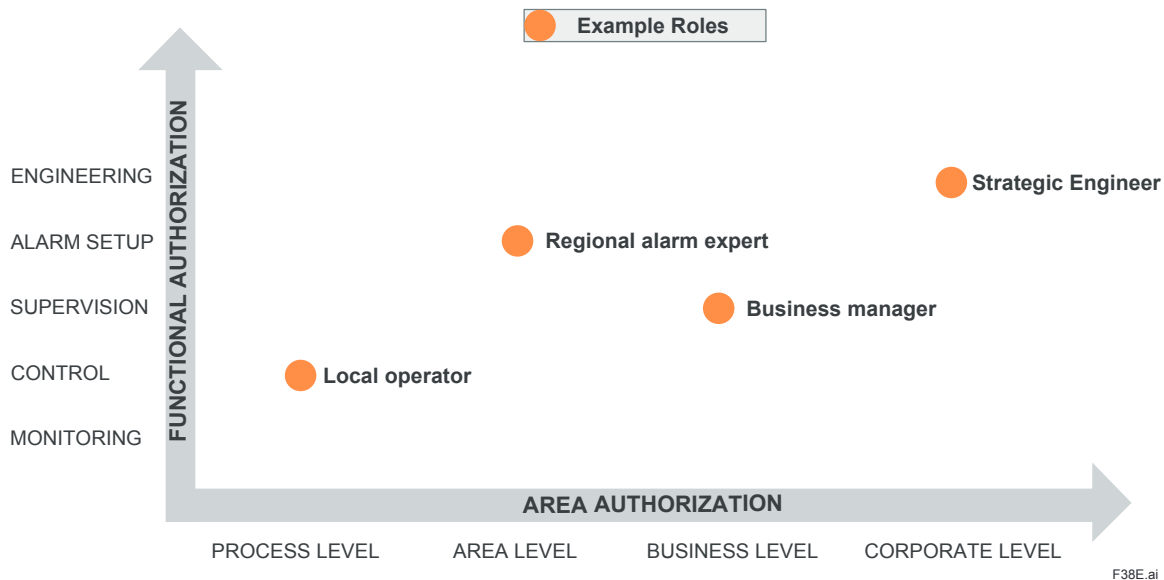 Example Roles
FUNCTIONAL AUTHORIZATION
ENGINEERING
Strategic Engineer
ALARM SETUP
Regional alarm expert
SUPERVISION
Business manager
CONTROL
Local operator
MONITORING
AREA AUTHORIZATION
PROCESS LEVEL
AREA LEVEL
BUSINESS LEVEL
CORPORATE LEVEL
F38E.ai